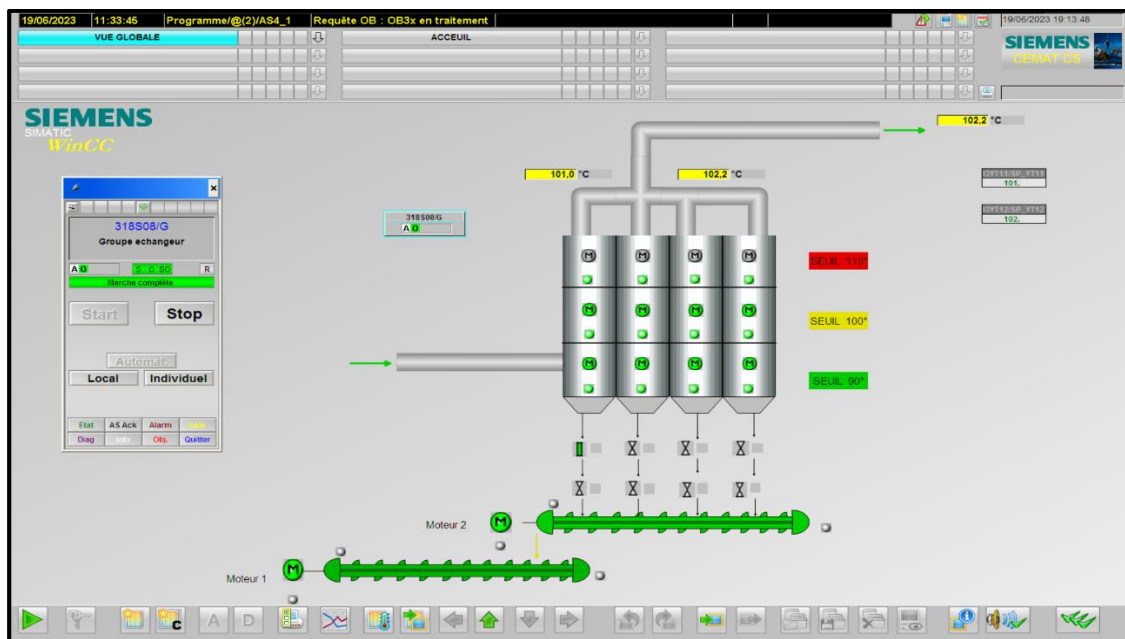 19/06/2023 11:33:45 Programme/@(2)/AS4_1 Requête OB : OB3x en traitement 19/06/2023 19:13:48
VUE GLOBALE ACCEUIL
SIEMENS
CEMAT CS
SIEMENS
SIMATIC
WinCC
102,2 °C
101,0 °C 102,2 °C
101.
102.
318S08/G
A
318S08/G
Groupe echangeur
A R
Marche complète
Start Stop
Automat.
Local Individuel
Etat AS Ack Alarm
Diag Info Obj. Quitter
M M M M
M M M M
M M M M
SEUIL 110°
SEUIL 100°
SEUIL 90°
Moteur 2 M
Moteur 1 M
C A D